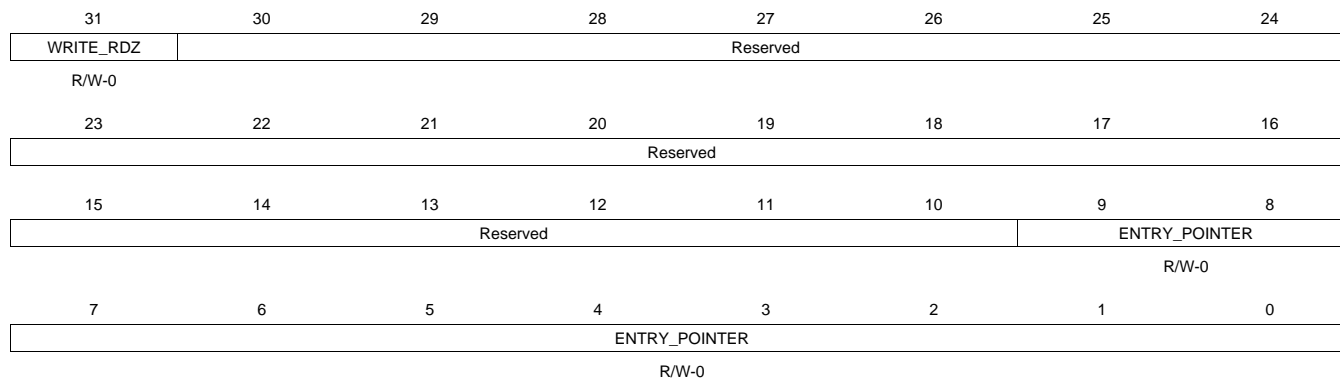 31 30 29 28 27 26 25 24
WRITE_RDZ Reserved
R/W-0
23 22 21 20 19 18 17 16
Reserved
15 14 13 12 11 10 9 8
Reserved ENTRY_POINTER
R/W-0
7 6 5 4 3 2 1 0
ENTRY_POINTER
R/W-0